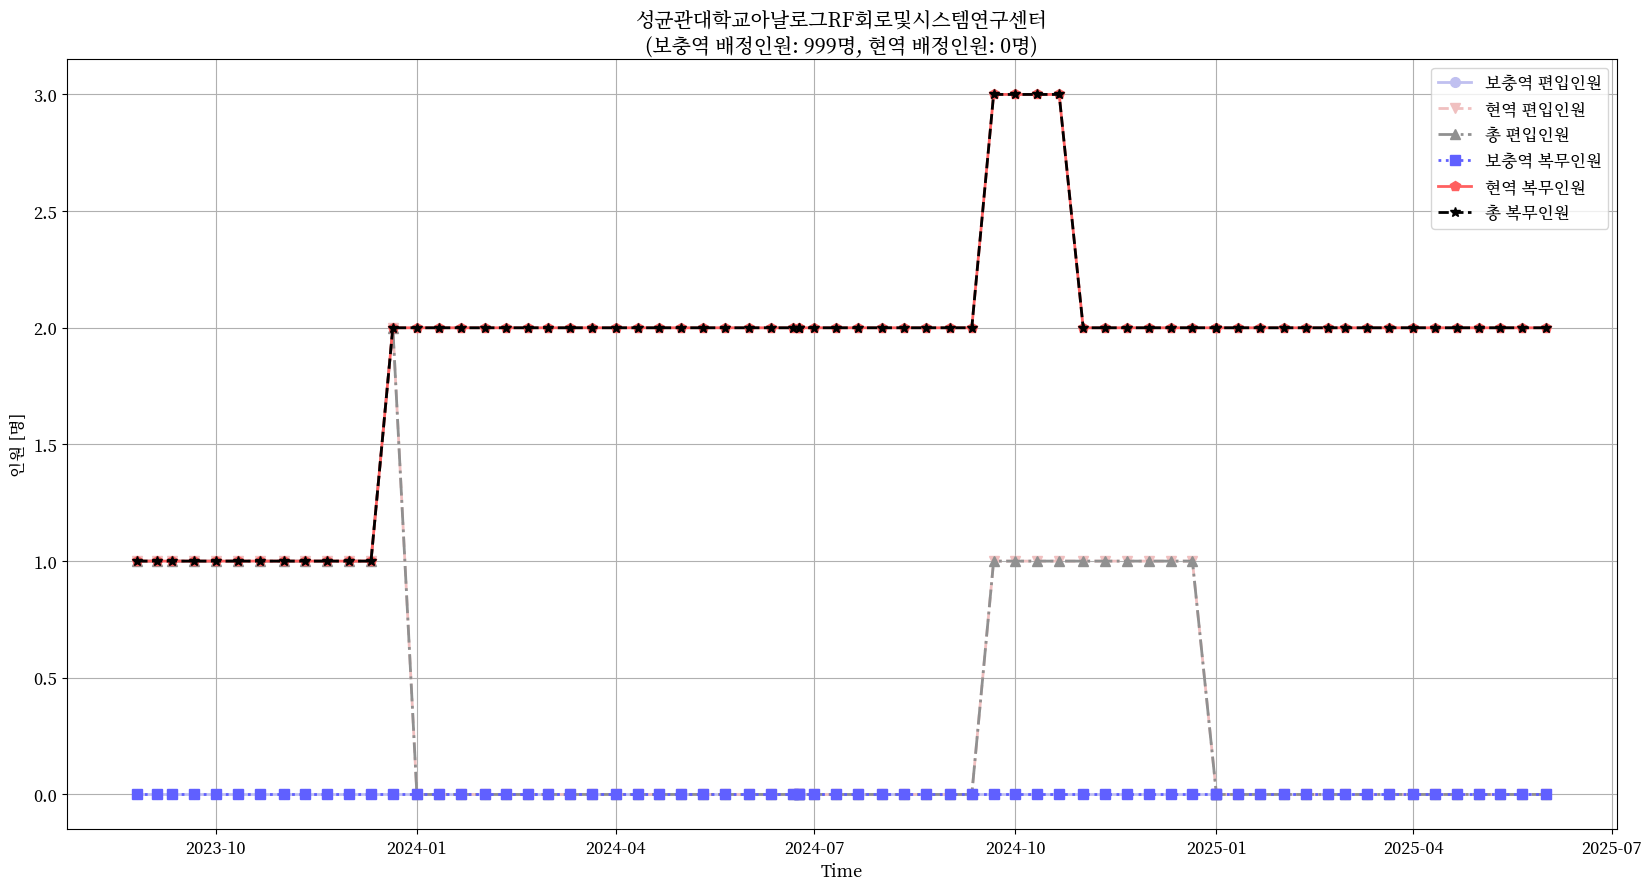 성균관대학교아날로그RF회로및시스템연구센터
(보충역 배정인원: 999명, 현역 배정인원: 0명)
보충역 편입인원
현역 편입인원
총 편입인원
보충역 복무인원
현역 복무인원
총 복무인원
인원 [명]
3.0
2.5
2.0
1.5
1.0
0.5
0.0
2023-10
2024-01
2024-04
2024-07
2024-10
2025-01
2025-04
2025-07
Time